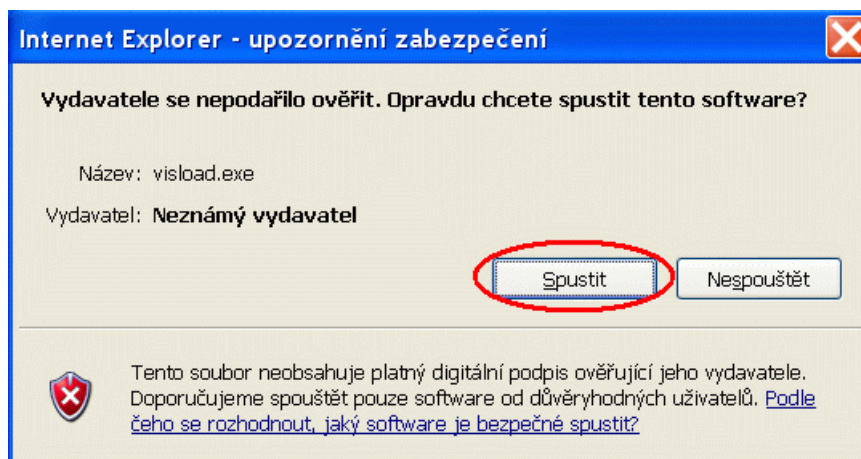 Internet Explorer - upozornění zabezpečení
Vydavatele se nepodařilo ověřit. Opravdu chcete spustit tento software?
Název: visload.exe
Vydavatel: Neznámý vydavatel
Spustit Nespouštět
Tento soubor neobsahuje platný digitální podpis ověřující jeho vydavatele.
Doporučujeme spouštět pouze software od důvěryhodných uživatelů. Podle
čeho se rozhodnout, jaký software je bezpečné spustit?